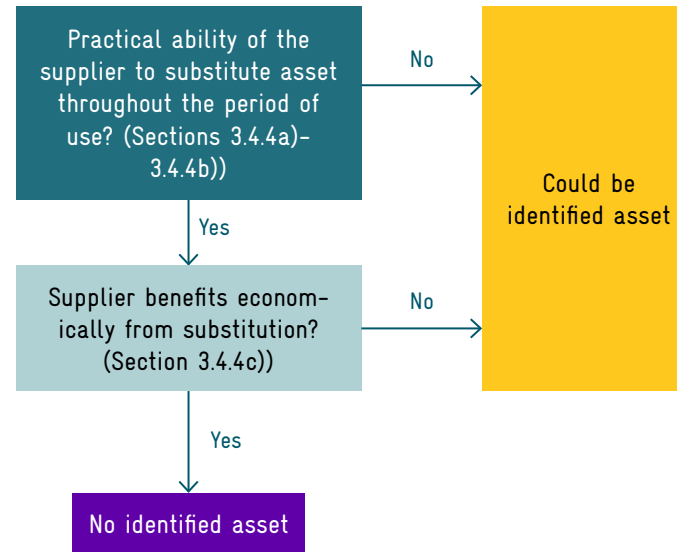 Practical ability of the
supplier to substitute asset
throughout the period of
use? (Sections 3.4.4a)-
3.4.4b))
No
Could be
identified asset
Yes
Supplier benefits econom-
ically from substitution?
(Section 3.4.4c))
No
Yes
No identified asset